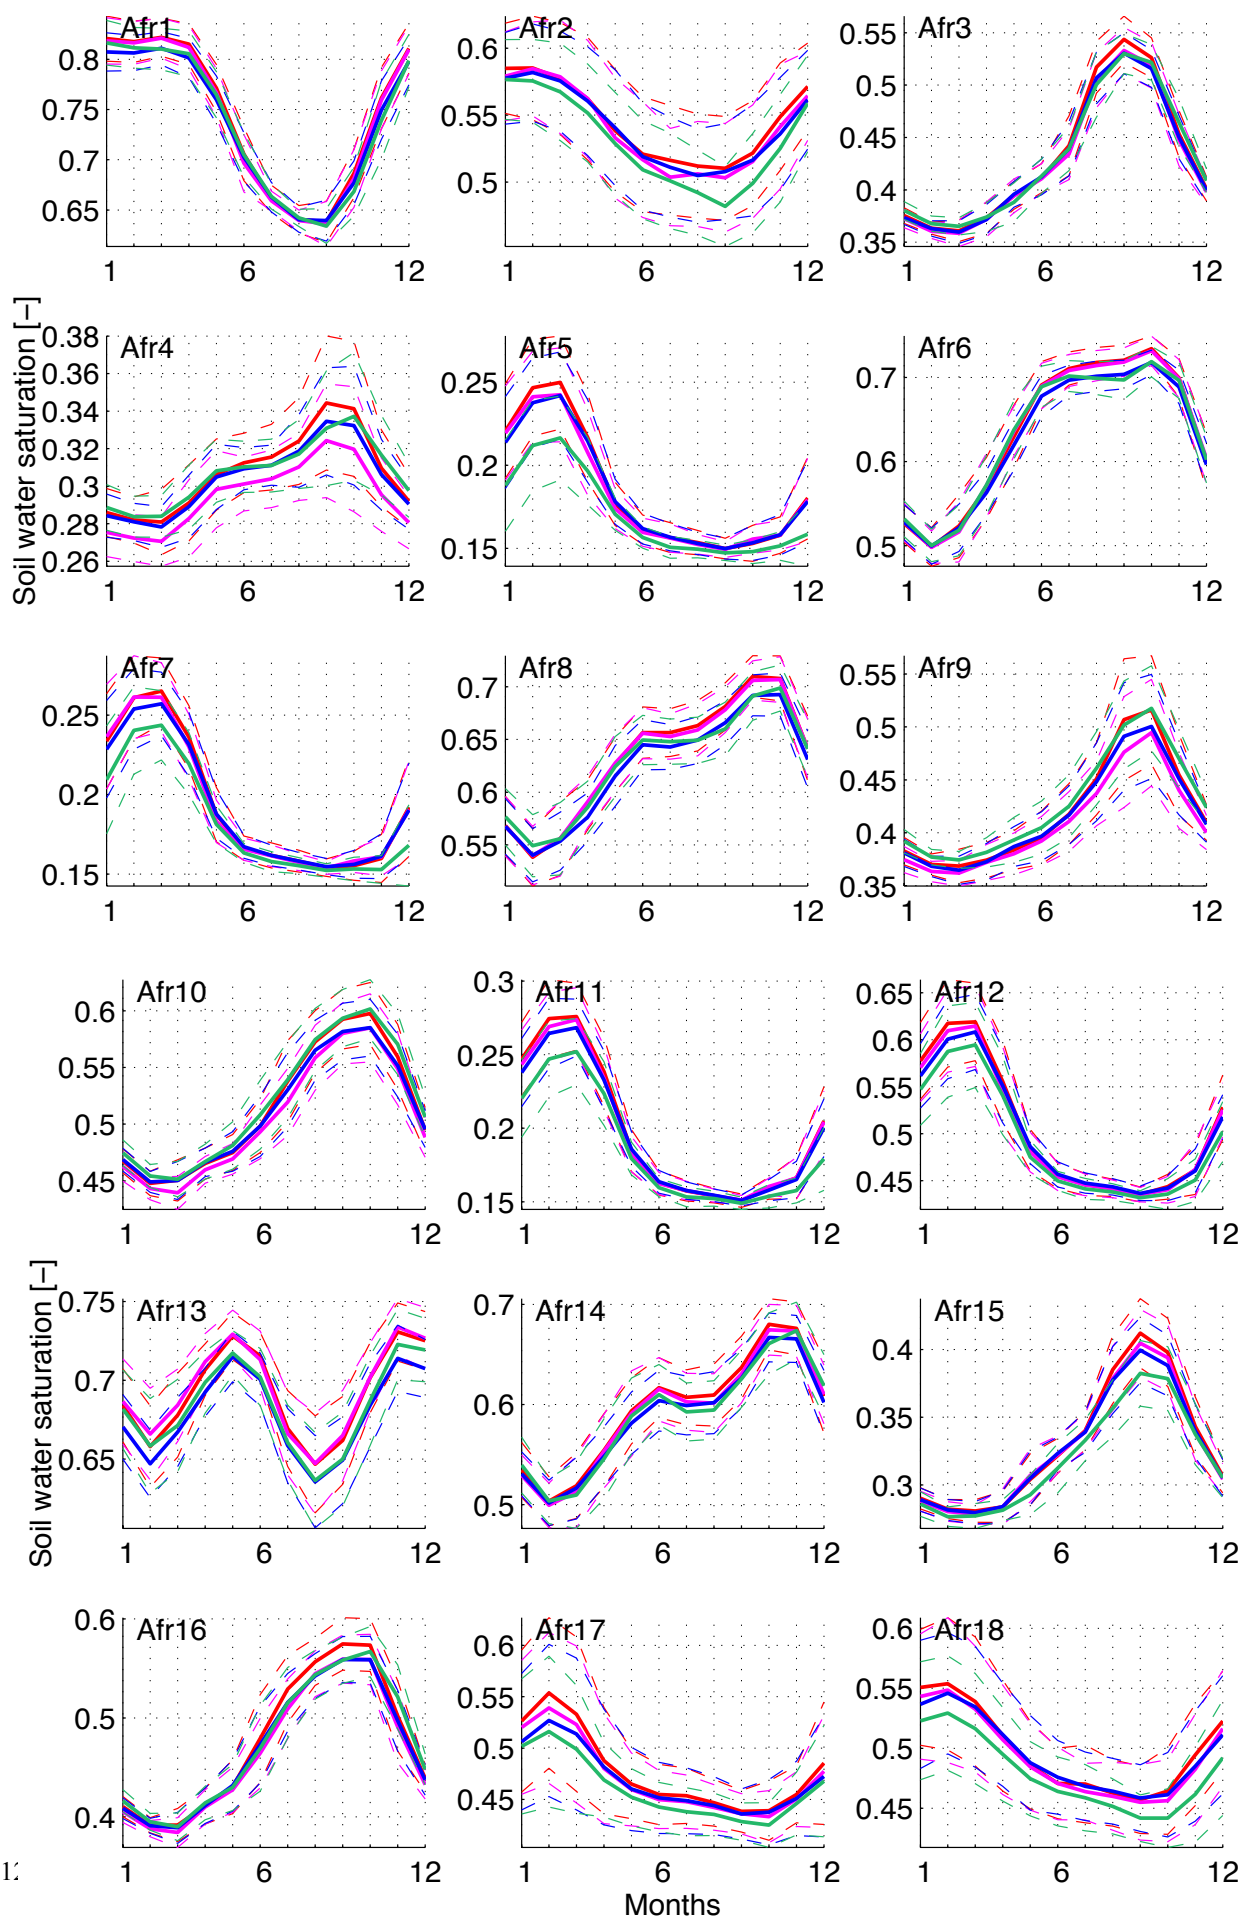 Afr1 Afr2 Afr3
0.8 0.75 0.7 0.65
0.6 0.55 0.5
0.55 0.5 0.45 0.4 0.35
1 6 12 1 6 12 1 6 12
Soil water saturation [−]
Afr4 Afr5 Afr6
0.38 0.36 0.34 0.32 0.3 0.28 0.26
0.25 0.2 0.15
0.7 0.6 0.5
1 6 12 1 6 12 1 6 12
Afr7 Afr8 Afr9
0.25 0.2 0.15
0.7 0.65 0.6 0.55
0.55 0.5 0.45 0.4 0.35
1 6 12 1 6 12 1 6 12
Afr10 Afr11 Afr12
0.6 0.55 0.5 0.45
0.3 0.25 0.2 0.15
0.65 0.6 0.55 0.5 0.45
1 6 12 1 6 12 1 6 12
Soil water saturation [−]
Afr13 Afr14 Afr15
0.75 0.7 0.65
0.7 0.6 0.5
0.4 0.35 0.3
1 6 12 1 6 12 1 6 12
Afr16 Afr17 Afr18
0.6 0.5 0.4
0.6 0.55 0.5 0.45
0.6 0.55 0.5 0.45
1 6 12 1 6 12 1 6 12
Months